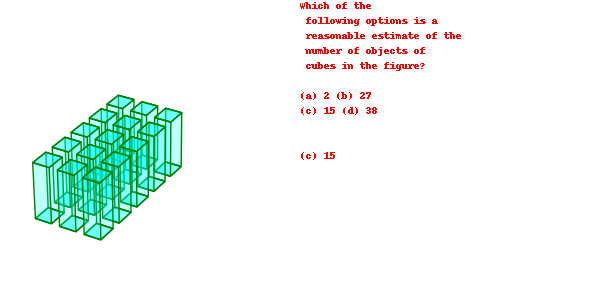 Which of the
following options is a
reasonable estimate of the
number of objects of
cubes in the figure?
(a) 2 (b) 27
(c) 15 (d) 38
(c) 15